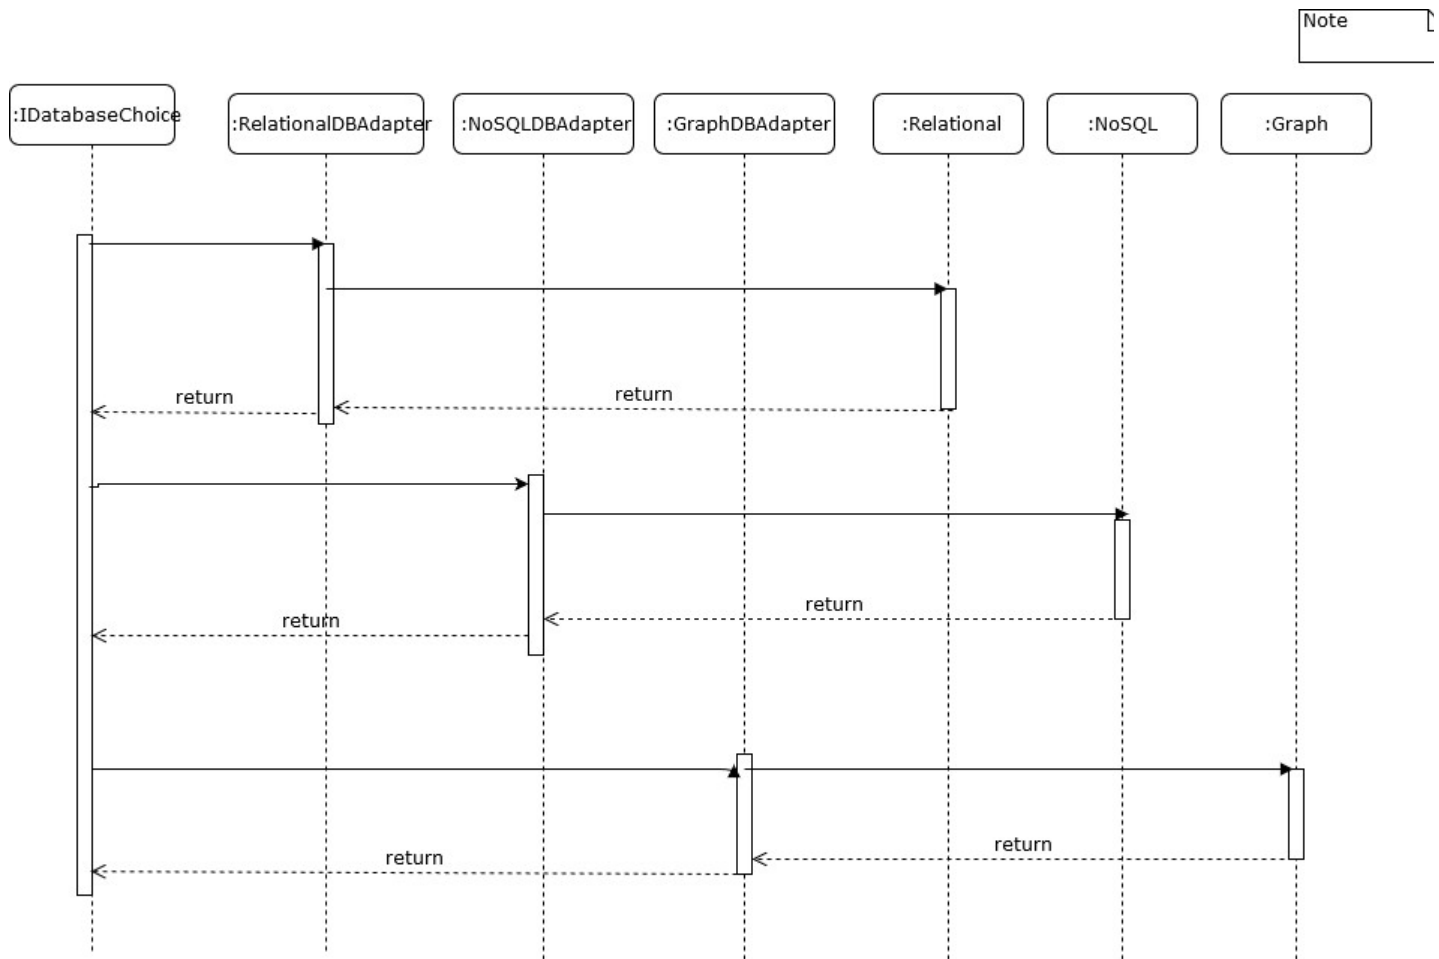 Note
:IDatabaseChoice
:RelationalDBAdapter
:NoSQLDBAdapter
:GraphDBAdapter
:Relational
:NoSQL
:Graph
return
return
return
return
return
return